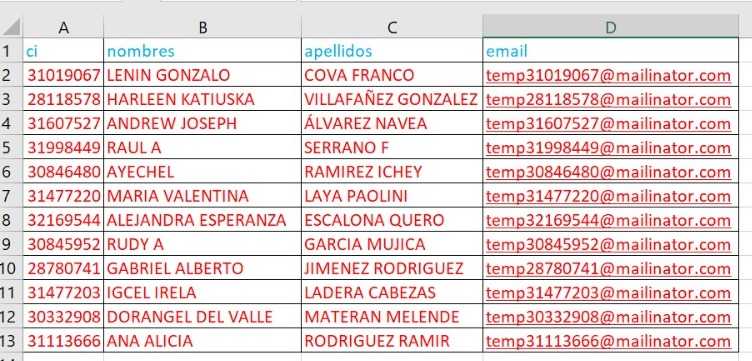 A B C D
1 ci nombres apellidos email
2 31019067 LENIN GONZALO COVA FRANCO temp31019067@mailinator.com
3 28118578 HARLEEN KATIUSKA VILLAFAÑEZ GONZALEZ temp28118578@mailinator.com
4 31607527 ANDREW JOSEPH ÁLVAREZ NAVEA temp31607527@mailinator.com
5 31998449 RAUL A SERRANO F temp31998449@mailinator.com
6 30846480 AYECHEL RAMIREZ ICHEY temp30846480@mailinator.com
7 31477220 MARIA VALENTINA LAYA PAOLINI temp31477220@mailinator.com
8 32169544 ALEJANDRA ESPERANZA ESCALONA QUERO temp32169544@mailinator.com
9 30845952 RUDY A GARCIA MUJICA temp30845952@mailinator.com
10 28780741 GABRIEL ALBERTO JIMENEZ RODRIGUEZ temp28780741@mailinator.com
11 31477203 IGCEL IRELA LADERA CABEZAS temp31477203@mailinator.com
12 30332908 DORANGEL DEL VALLE MATERAN MELENDE temp30332908@mailinator.com
13 31113666 ANA ALICIA RODRIGUEZ RAMIR temp31113666@mailinator.com